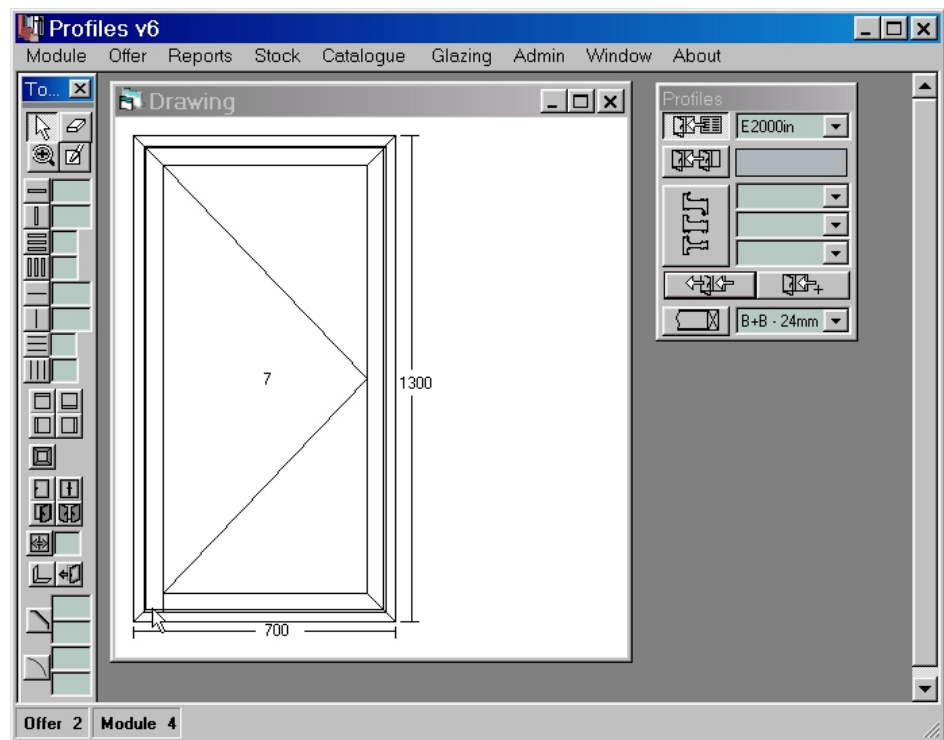 Profiles v6
Module Offer Reports Stock Catalogue Glazing Admin Window About
To...
Drawing
Profiles
E2000in
7
1300
B+B - 24mm
700
Offer 2 Module 4